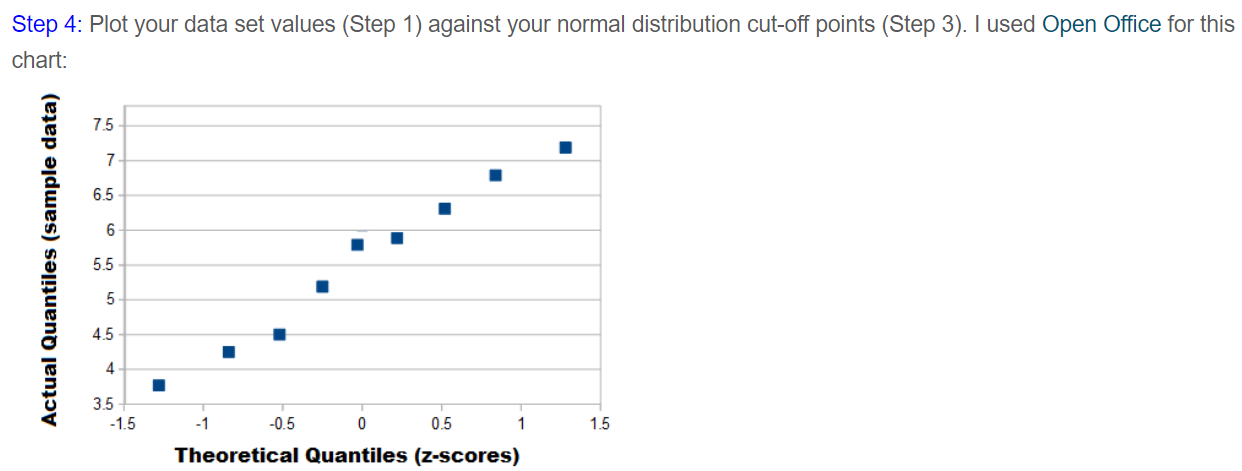 Step 4: Plot your data set values (Step 1) against your normal distribution cut-off points (Step 3). I used Open Office for this
chart:
Actual Quantiles (sample data)
7.5
7
6.5
6
5.5
5
4.5
4
3.5
-1.5 -1 -0.5 0 0.5 1 1.5
Theoretical Quantiles (z-scores)